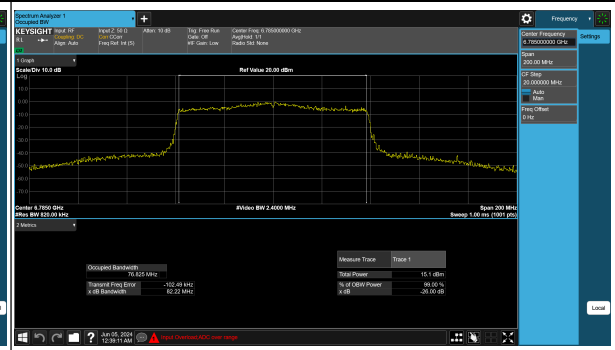 Spectrum Analyzer 1
Occupied BW
Frequency
KEYSIGHT
Input: RF
Input Z: 50 Ω
Atten: 10 dB
Trig: Free Run
Center Freq: 6.785000000 GHz
RL
Coupling: DC
Corr CCorr
Gate: Off
Avg|Hold: 1/1
Align: Auto
Freq Ref: Int (S)
#IF Gain: Low
Radio Std: None
Center Frequency
6.785000000 GHz
Settings
Span
200.00 MHz
CF Step
20.000000 MHz
Auto
Man
Freq Offset
0 Hz
1 Graph
Scale/Div 10.0 dB
Ref Value 20.00 dBm
Log
10.0
0.00
-10.0
-20.0
-30.0
-40.0
-50.0
-60.0
-70.0
Center 6.7850 GHz
#Video BW 2.4000 MHz
Span 200 MHz
#Res BW 820.00 kHz
Sweep 1.00 ms (1001 pts)
2 Metrics
Measure Trace
Trace 1
Occupied Bandwidth
76.825 MHz
Total Power
15.1 dBm
Transmit Freq Error
-102.49 kHz
% of OBW Power
99.00 %
x dB Bandwidth
82.22 MHz
x dB
-26.00 dB
Local
Jun 05, 2024
12:39:11 AM
Input Overload;ADC over range